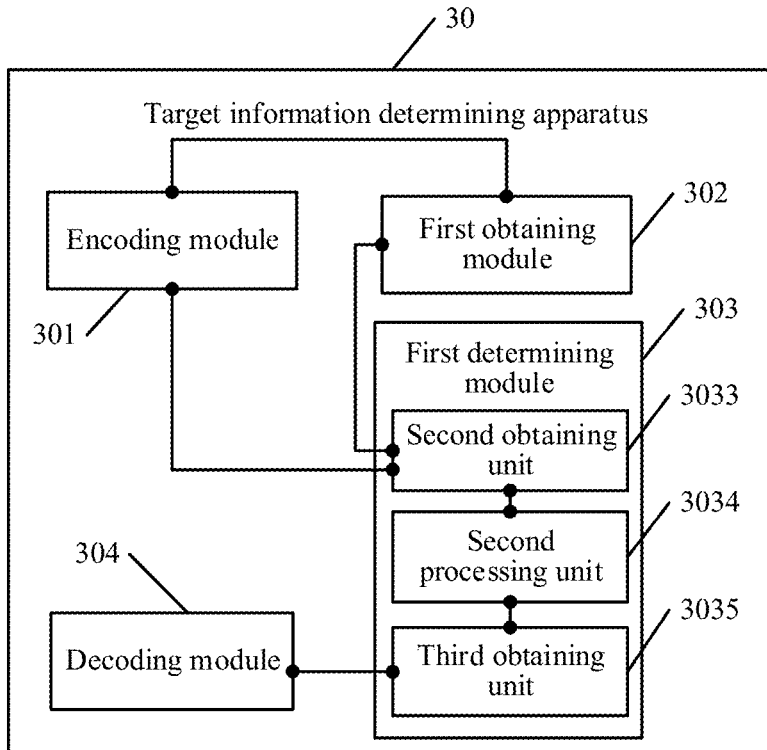 30
Target information determining apparatus
Encoding module
301
First obtaining
module
302
303
First determining
module
Second obtaining
unit
3033
Second
processing unit
3034
304
Decoding module
Third obtaining
unit
3035